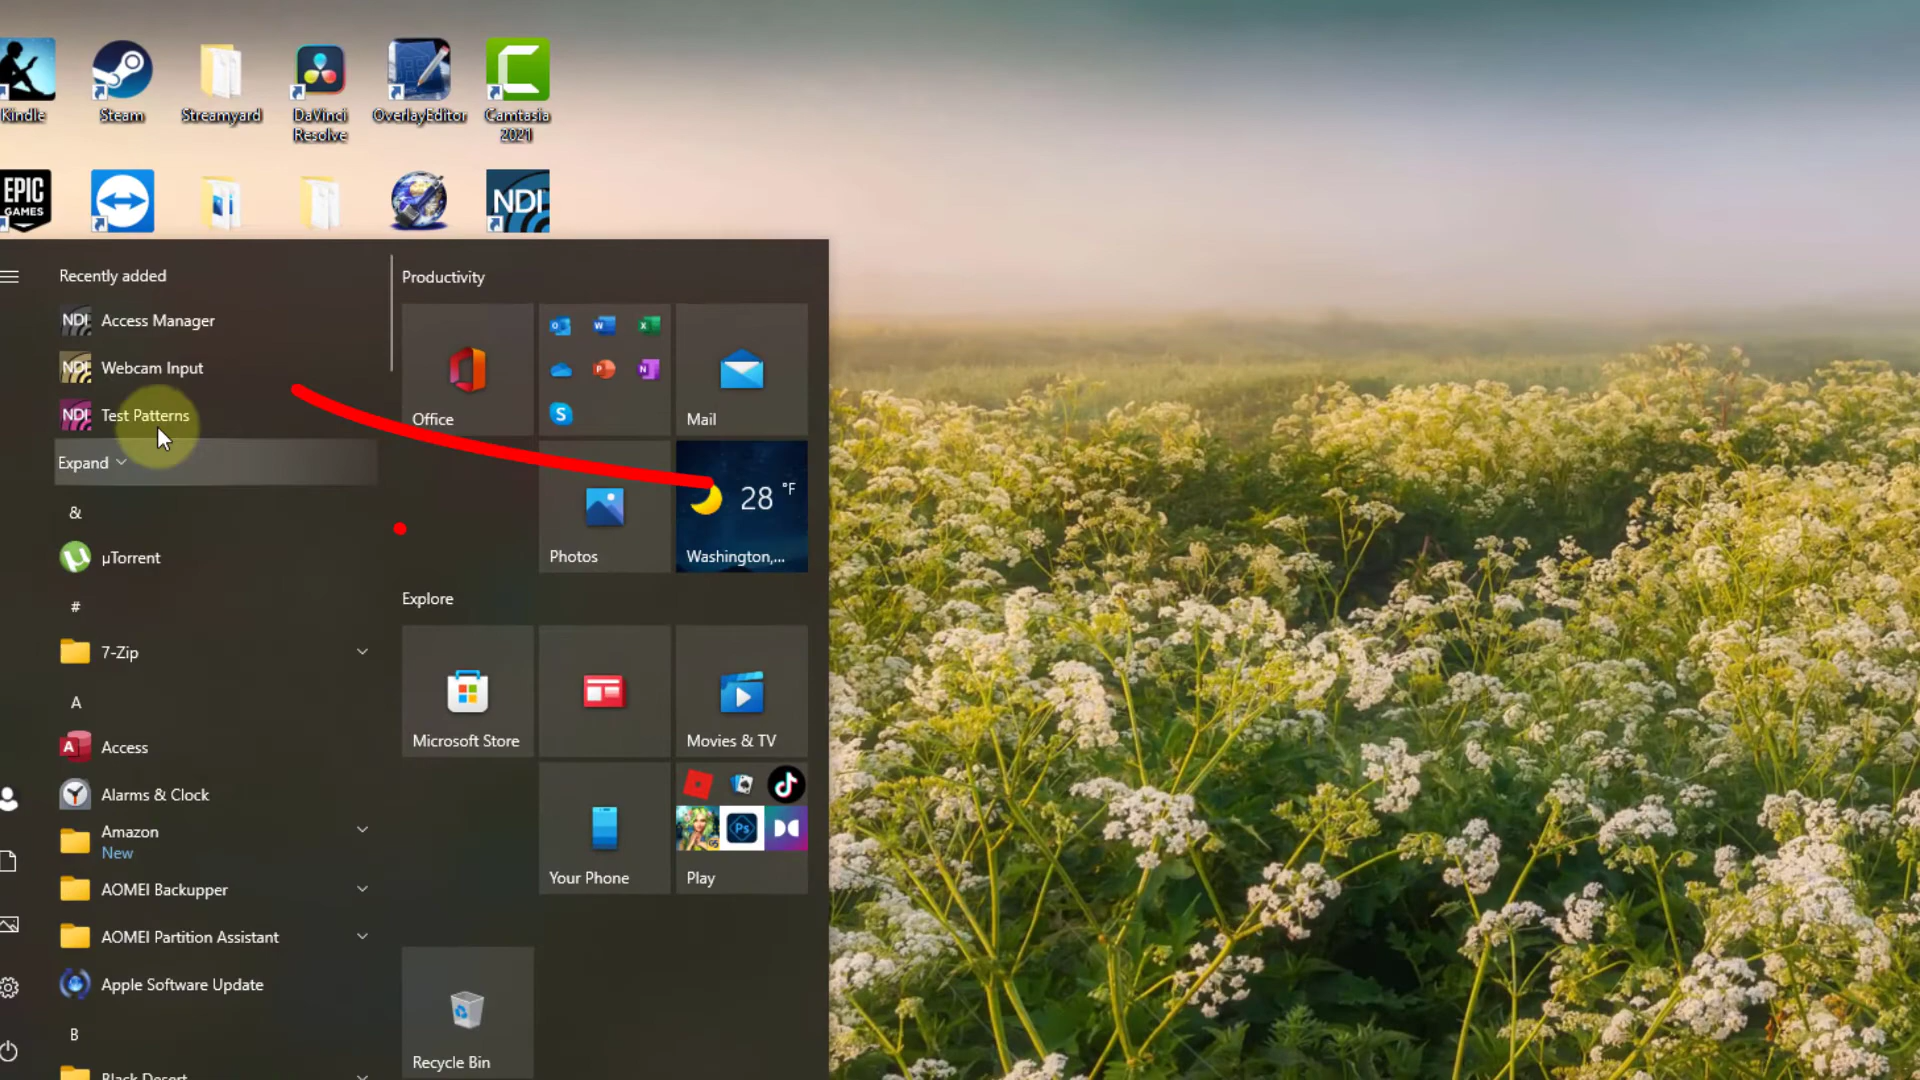 Kindle
Steam
Streamyard
DaVinci
Resolve
OverlayEditor
Camtasia
2021
EPIC
GAMES
NDI
Recently added
NDI Access Manager
NDI Webcam Input
NDI Test Patterns
Expand
&
µTorrent
#
7-Zip
A
Access
Alarms & Clock
Amazon
New
AOMEI Backupper
AOMEI Partition Assistant
Apple Software Update
B
Black Desert
Productivity
Office
Mail
Photos
28 °F
Washington,...
Explore
Microsoft Store
Movies & TV
Your Phone
Ps
Play
Recycle Bin